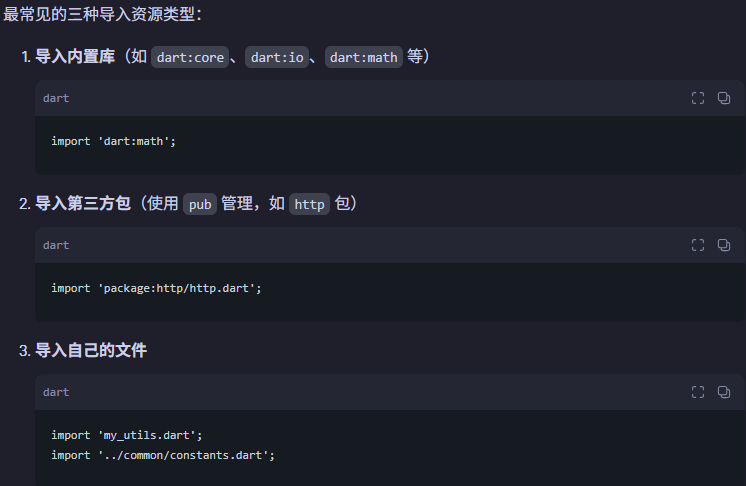 最常见的三种导入资源类型：
1. 导入内置库（如 dart:core、dart:io、dart:math 等）
dart
import 'dart:math';
2. 导入第三方包（使用 pub 管理，如 http 包）
dart
import 'package:http/http.dart';
3. 导入自己的文件
dart
import 'my_utils.dart';
import '../common/constants.dart';